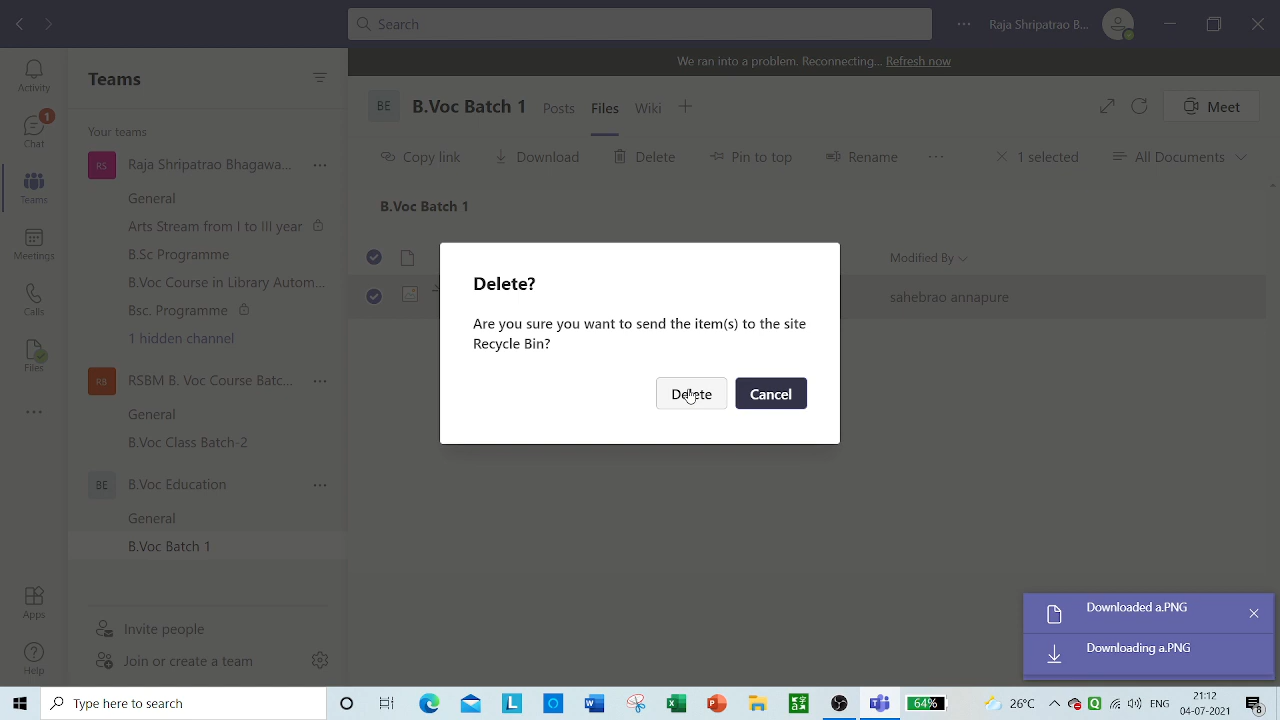 Search
Raja Shripatrao B...
We ran into a problem. Reconnecting... Refresh now
Activity
Chat
1
Teams
Meetings
Calls
Files
Apps
Help
Teams
Your teams
RS Raja Shripatrao Bhagawa...
General
Arts Stream from I to III year
B.Sc Programme
B.Voc Course in Library Autom...
Bsc. Programme
1 hidden channel
RB RSBM B. Voc Course Batc...
General
B.Voc Class Batch-2
BE B.Voc Education
General
B.Voc Batch 1
Invite people
Join or create a team
BE B.Voc Batch 1 Posts Files Wiki
Meet
Copy link Download Delete Pin to top Rename 1 selected All Documents
B.Voc Batch 1
Modified By
sahebrao annapure
Delete?
Are you sure you want to send the item(s) to the site
Recycle Bin?
Delete Cancel
Downloaded a.PNG
Downloading a.PNG
Type here to search
64%
26°C
ENG
21:12
04-07-2021
8